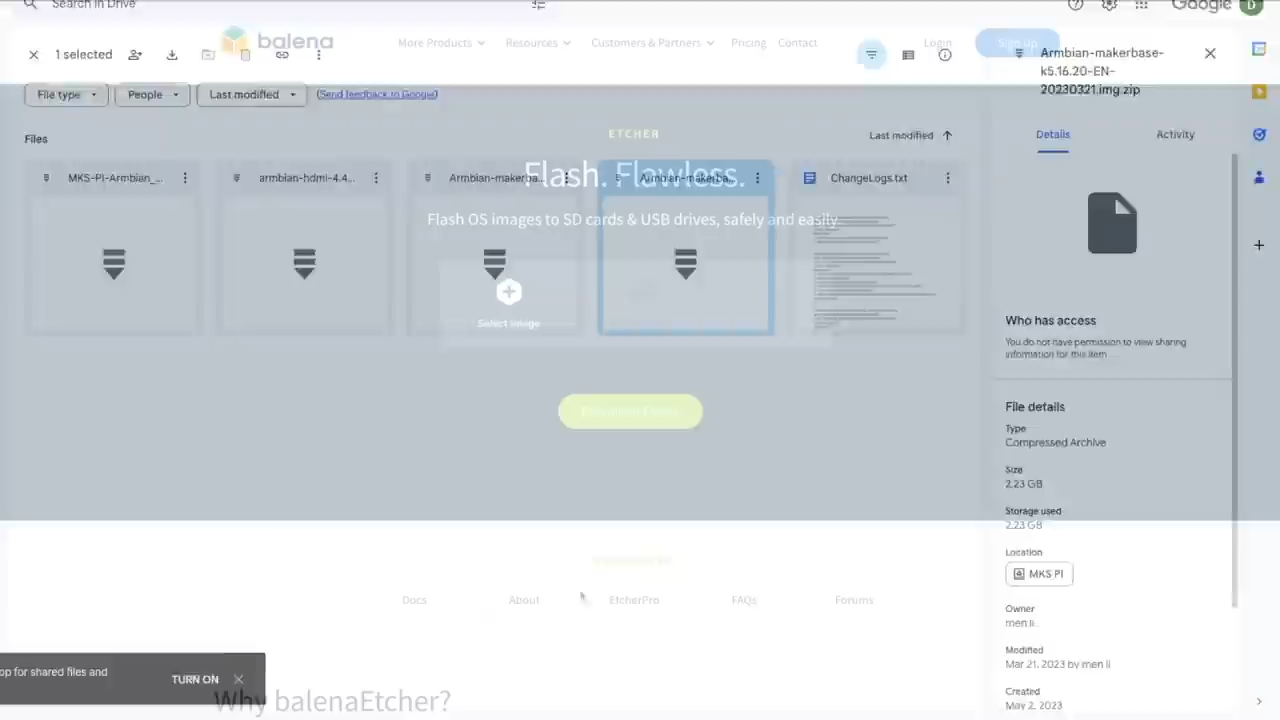 Search in Drive
Google
D
balena
More Products
Resources
Customers & Partners
Pricing
Contact
Login
Sign up
1 selected
Armbian-makerbase-
k5.16.20-EN-
20230321.img.zip
File type
People
Last modified
(Send feedback to Google)
Files
ETCHER
Last modified
Details
Activity
MKS-PI-Armbian_...
armbian-hdmi-4.4...
Armbian-makerba...
Armbian-makerba...
ChangeLogs.txt
Flash. Flawless.
Flash OS images to SD cards & USB drives, safely and easily
Select image
Who has access
You do not have permission to view sharing
information for this item
File details
Type
Compressed Archive
Size
2.23 GB
Storage used
2.23 GB
Location
MKS PI
Docs
About
EtcherPro
FAQs
Forums
Owner
men li
Modified
Mar 21, 2023 by men li
Created
May 2, 2023
op for shared files and
TURN ON
Why balenaEtcher?